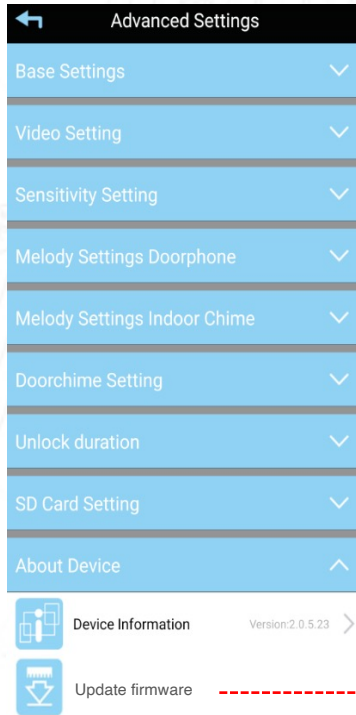 Advanced Settings
Base Settings
Video Setting
Sensitivity Setting
Melody Settings Doorphone
Melody Settings Indoor Chime
Doorchime Setting
Unlock duration
SD Card Setting
About Device
Device Information Version:2.0.5.23
Update firmware